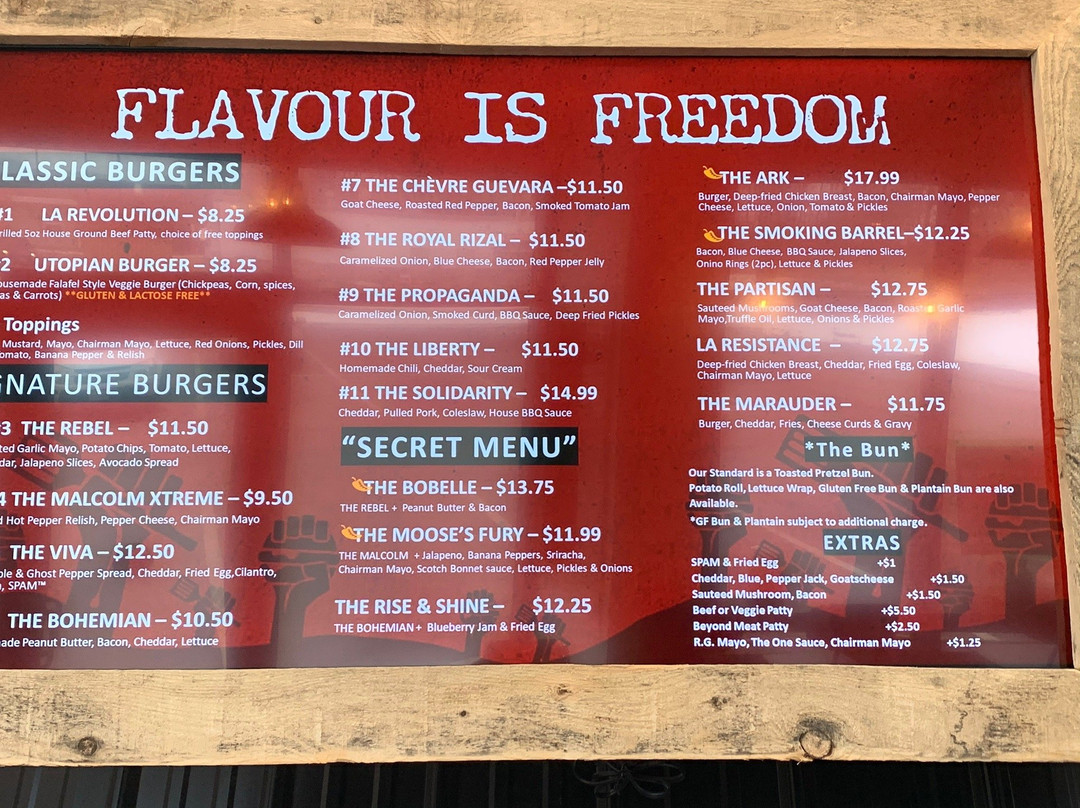 FLAVOUR IS FREEDOM
LASSIC BURGERS
#1 LA REVOLUTION – $8.25
rilled 5oz House Ground Beef Patty, choice of free toppings
2 UTOPIAN BURGER – $8.25
ousemade Falafel Style Veggie Burger (Chickpeas, Corn, spices,
as & Carrots) **GLUTEN & LACTOSE FREE**
Toppings
Mustard, Mayo, Chairman Mayo, Lettuce, Red Onions, Pickles, Dill
omato, Banana Pepper & Relish
GNATURE BURGERS
3 THE REBEL – $11.50
ted Garlic Mayo, Potato Chips, Tomato, Lettuce,
dar, Jalapeno Slices, Avocado Spread
4 THE MALCOLM XTREME – $9.50
d Hot Pepper Relish, Pepper Cheese, Chairman Mayo
THE VIVA – $12.50
ple & Ghost Pepper Spread, Cheddar, Fried Egg,Cilantro,
o, SPAM™
THE BOHEMIAN – $10.50
ade Peanut Butter, Bacon, Cheddar, Lettuce
#7 THE CHÈVRE GUEVARA –$11.50
Goat Cheese, Roasted Red Pepper, Bacon, Smoked Tomato Jam
#8 THE ROYAL RIZAL – $11.50
Caramelized Onion, Blue Cheese, Bacon, Red Pepper Jelly
#9 THE PROPAGANDA – $11.50
Caramelized Onion, Smoked Curd, BBQ Sauce, Deep Fried Pickles
#10 THE LIBERTY – $11.50
Homemade Chili, Cheddar, Sour Cream
#11 THE SOLIDARITY – $14.99
Cheddar, Pulled Pork, Coleslaw, House BBQ Sauce
“SECRET MENU”
THE BOBELLE – $13.75
THE REBEL + Peanut Butter & Bacon
THE MOOSE’S FURY – $11.99
THE MALCOLM + Jalapeno, Banana Peppers, Sriracha,
Chairman Mayo, Scotch Bonnet sauce, Lettuce, Pickles & Onions
THE RISE & SHINE – $12.25
THE BOHEMIAN + Blueberry Jam & Fried Egg
THE ARK – $17.99
Burger, Deep-fried Chicken Breast, Bacon, Chairman Mayo, Pepper
Cheese, Lettuce, Onion, Tomato & Pickles
THE SMOKING BARREL–$12.25
Bacon, Blue Cheese, BBQ Sauce, Jalapeno Slices,
Onino Rings (2pc), Lettuce & Pickles
THE PARTISAN – $12.75
Sauteed Mushrooms, Goat Cheese, Bacon, Roasted Garlic
Mayo,Truffle Oil, Lettuce, Onions & Pickles
LA RESISTANCE – $12.75
Deep-fried Chicken Breast, Cheddar, Fried Egg, Coleslaw,
Chairman Mayo, Lettuce
THE MARAUDER – $11.75
Burger, Cheddar, Fries, Cheese Curds & Gravy
*The Bun*
Our Standard is a Toasted Pretzel Bun.
Potato Roll, Lettuce Wrap, Gluten Free Bun & Plantain Bun are also
Available.
*GF Bun & Plantain subject to additional charge.
EXTRAS
SPAM & Fried Egg +$1
Cheddar, Blue, Pepper Jack, Goatscheese +$1.50
Sauteed Mushroom, Bacon +$1.50
Beef or Veggie Patty +$5.50
Beyond Meat Patty +$2.50
R.G. Mayo, The One Sauce, Chairman Mayo +$1.25